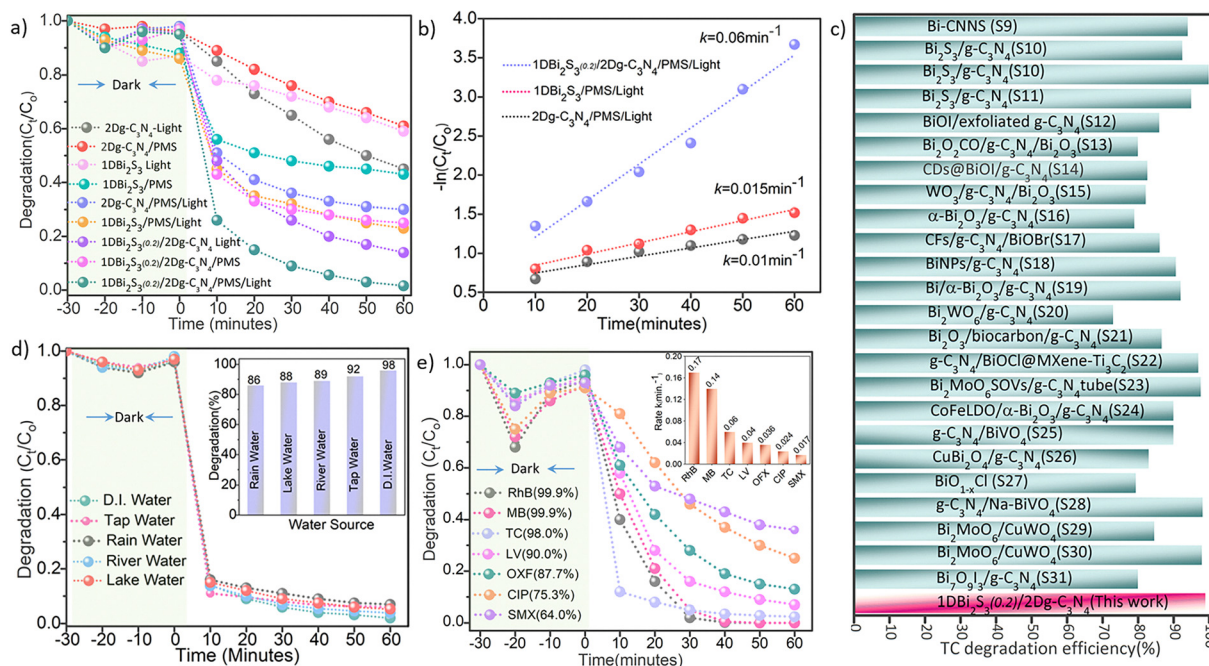 a)
Degradation(Cₜ/Cₒ)
1.0
0.8
0.6
0.4
0.2
0.0
Dark
2Dg-C₃N₄-Light
2Dg-C₃N₄/PMS
1DBi₂S₃ Light
1DBi₂S₃/PMS
2Dg-C₃N₄/PMS/Light
1DBi₂S₃/PMS/Light
1DBi₂S₃(0.2)/2Dg-C₃N₄ Light
1DBi₂S₃(0.2)/2Dg-C₃N₄/PMS
1DBi₂S₃(0.2)/2Dg-C₃N₄/PMS/Light
-30 -20 -10 0 10 20 30 40 50 60
Time (minutes)
b)
-ln(Cₜ/Cₒ)
4.0
3.5
3.0
2.5
2.0
1.5
1.0
0.5
k=0.06min⁻¹
1DBi₂S₃(0.2)/2Dg-C₃N₄/PMS/Light
1DBi₂S₃/PMS/Light
2Dg-C₃N₄/PMS/Light
k=0.015min⁻¹
k=0.01min⁻¹
0 10 20 30 40 50 60
Time(minutes)
c)
Bi-CNNS (S9)
Bi₂S₃/g-C₃N₄(S10)
Bi₂S₃/g-C₃N₄(S10)
Bi₂S₃/g-C₃N₄(S11)
BiOI/exfoliated g-C₃N₄(S12)
Bi₂O₂CO/g-C₃N₄/Bi₂O₃(S13)
CDs@BiOI/g-C₃N₄(S14)
WO₃/g-C₃N₄/Bi₂O₃(S15)
α-Bi₂O₃/g-C₃N₄(S16)
CFs/g-C₃N₄/BiOBr(S17)
BiNPs/g-C₃N₄(S18)
Bi/α-Bi₂O₃/g-C₃N₄(S19)
Bi₂WO₆/g-C₃N₄(S20)
Bi₂O₃/biocarbon/g-C₃N₄(S21)
g-C₃N₄/BiOCl@MXene-Ti₃C₂(S22)
Bi₂MoO₆SOVs/g-C₃N₄tube(S23)
CoFeLDO/α-Bi₂O₃/g-C₃N₄(S24)
g-C₃N₄/BiVO₄(S25)
CuBi₂O₄/g-C₃N₄(S26)
BiO₁₋ₓCl (S27)
g-C₃N₄/Na-BiVO₄(S28)
Bi₂MoO₆/CuWO₄(S29)
Bi₂MoO₆/CuWO₄(S30)
1DBi₂S₃(0.2)/2Dg-C₃N₄(This work)
0 10 20 30 40 50 60 70 80 90 100
TC degradation efficiency(%)
d)
Degradation (Cₜ/Cₒ)
1.0
0.8
0.6
0.4
0.2
0.0
Dark
D.I. Water
Tap Water
Rain Water
River Water
Lake Water
Degradation(%)
100
80
60
40
20
0
86 88 89 92 98
Rain Water
Lake Water
River Water
Tap Water
D.I.Water
Water Source
-30 -20 -10 0 10 20 30 40 50 60
Time (Minutes)
e)
Degradation (Cₜ/Cₒ)
1.0
0.8
0.6
0.4
0.2
0.0
Dark
RhB(99.9%)
MB(99.9%)
TC(98.0%)
LV(90.0%)
OXF(87.7%)
CIP(75.3%)
SMX(64.0%)
Rate k(min⁻¹)
0.20
0.16
0.12
0.08
0.04
0.00
0.17 0.14 0.06 0.04 0.036 0.024 0.017
RhB MB TC LV OFX CIP SMX
-30 -20 -10 0 10 20 30 40 50 60
Time(minutes)